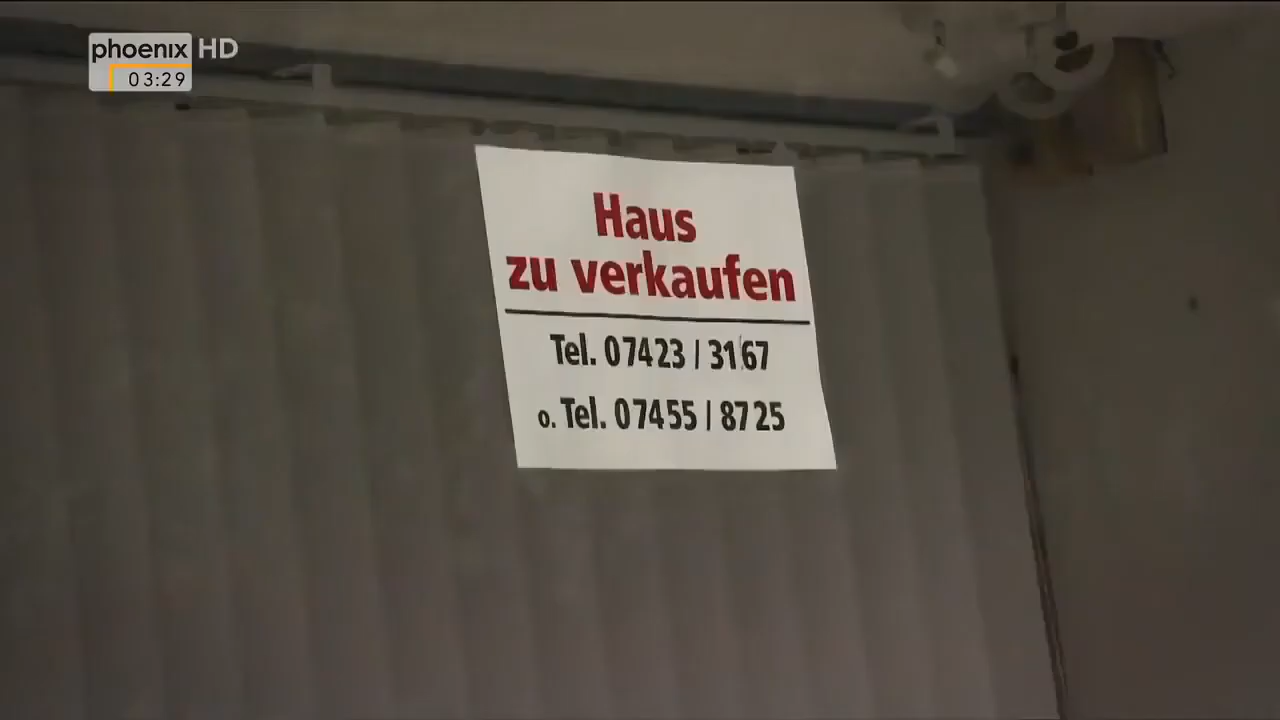 phoenix HD
03:29
Haus
zu verkaufen
Tel. 07423 / 3167
o. Tel. 07455 / 8725